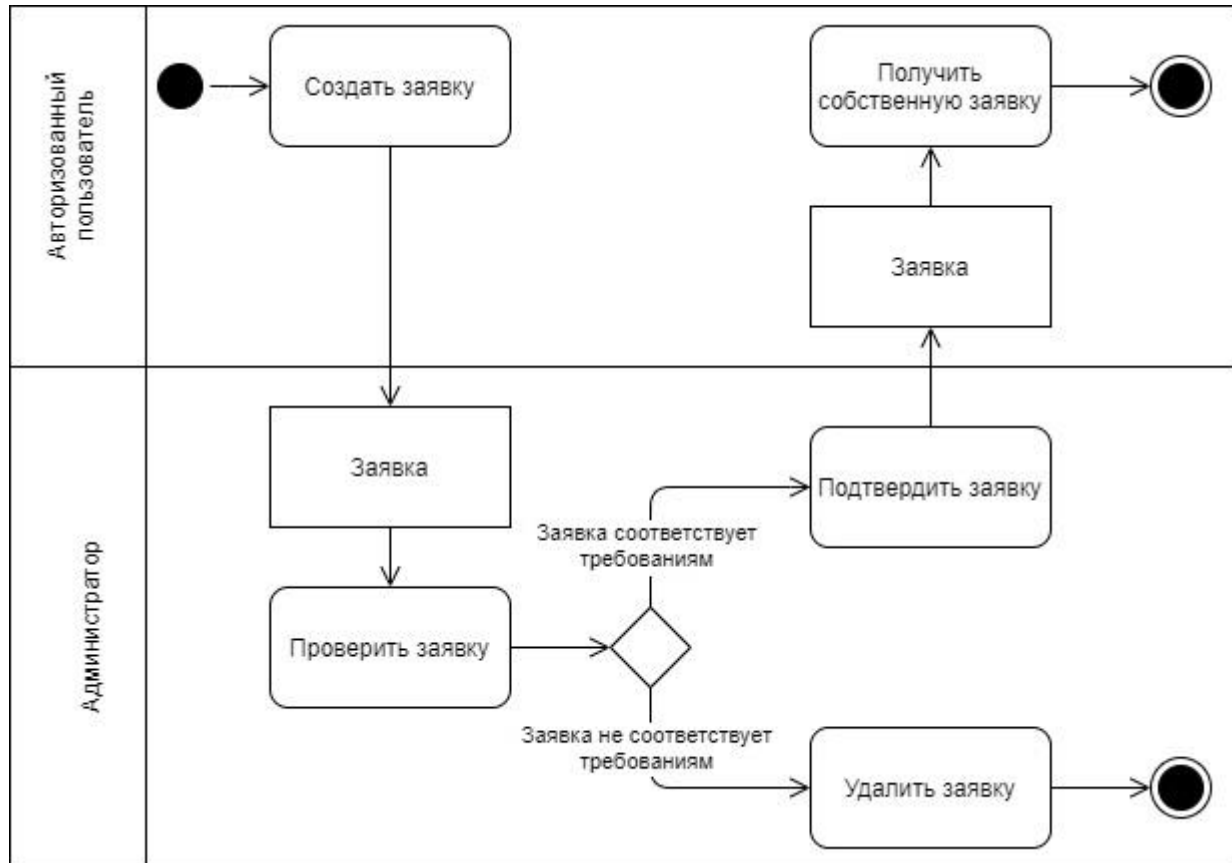 Авторизованный
пользователь
Создать заявку
Получить
собственную заявку
Заявка
Администратор
Заявка
Проверить заявку
Заявка соответствует
требованиям
Подтвердить заявку
Заявка не соответствует
требованиям
Удалить заявку